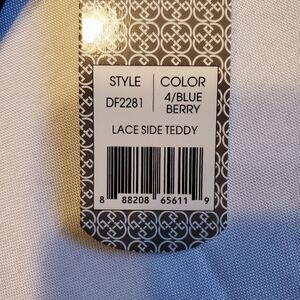 STYLE COLOR
DF2281 4/BLUE
BERRY
LACE SIDE TEDDY
8 88208 65611 9